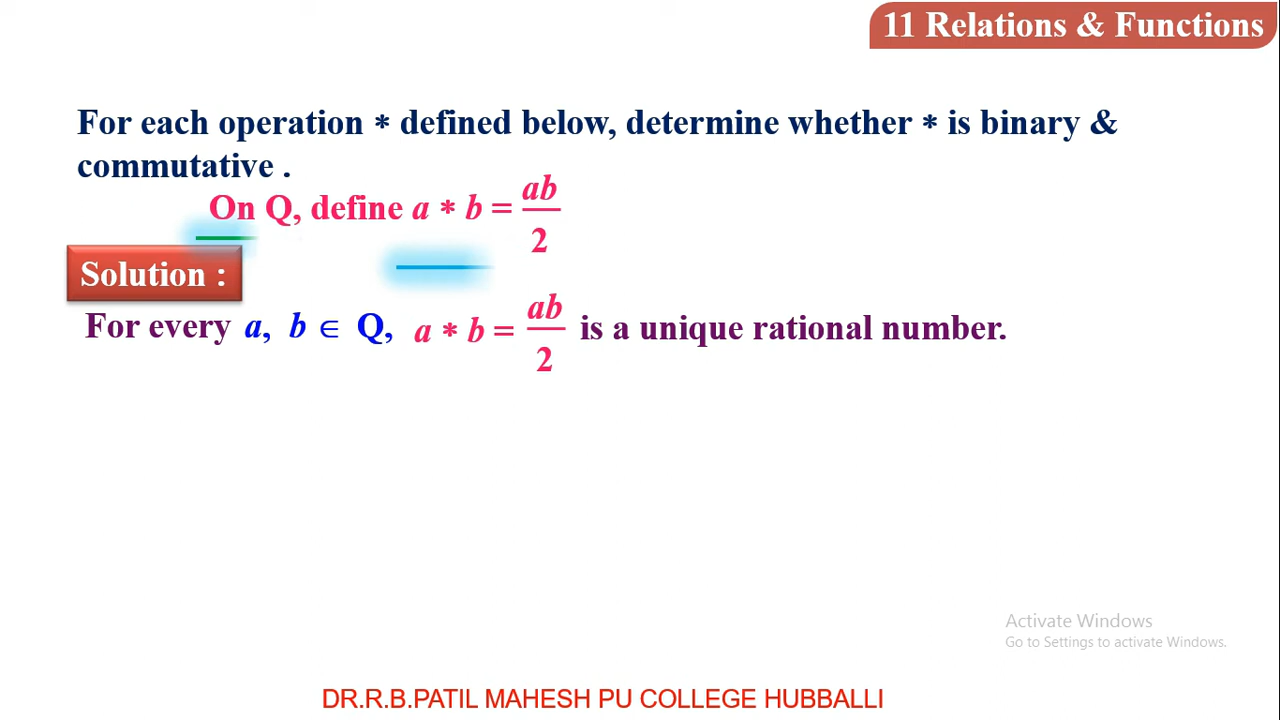 11 Relations & Functions
For each operation ∗ defined below, determine whether ∗ is binary &
commutative .
On Q, define a ∗ b = ab/2
Solution :
For every a, b ∈ Q, a ∗ b = ab/2 is a unique rational number.
Activate Windows
Go to Settings to activate Windows.
DR.R.B.PATIL MAHESH PU COLLEGE HUBBALLI